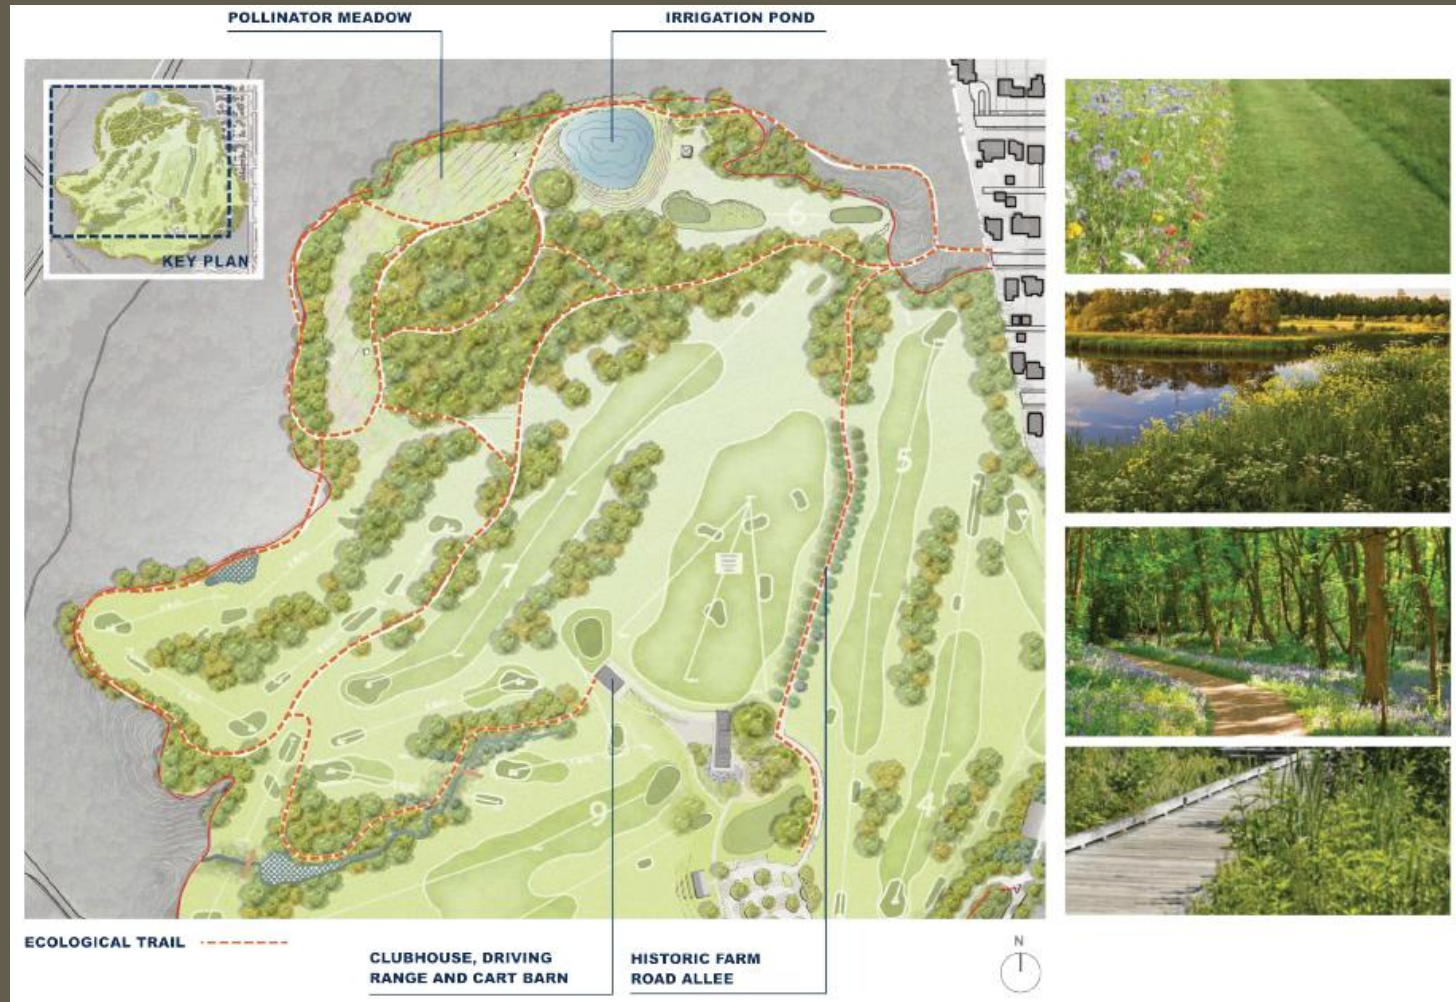 POLLINATOR MEADOW
IRRIGATION POND
KEY PLAN
6
5
7
4
9
ECOLOGICAL TRAIL
CLUBHOUSE, DRIVING
RANGE AND CART BARN
HISTORIC FARM
ROAD ALLEE
N